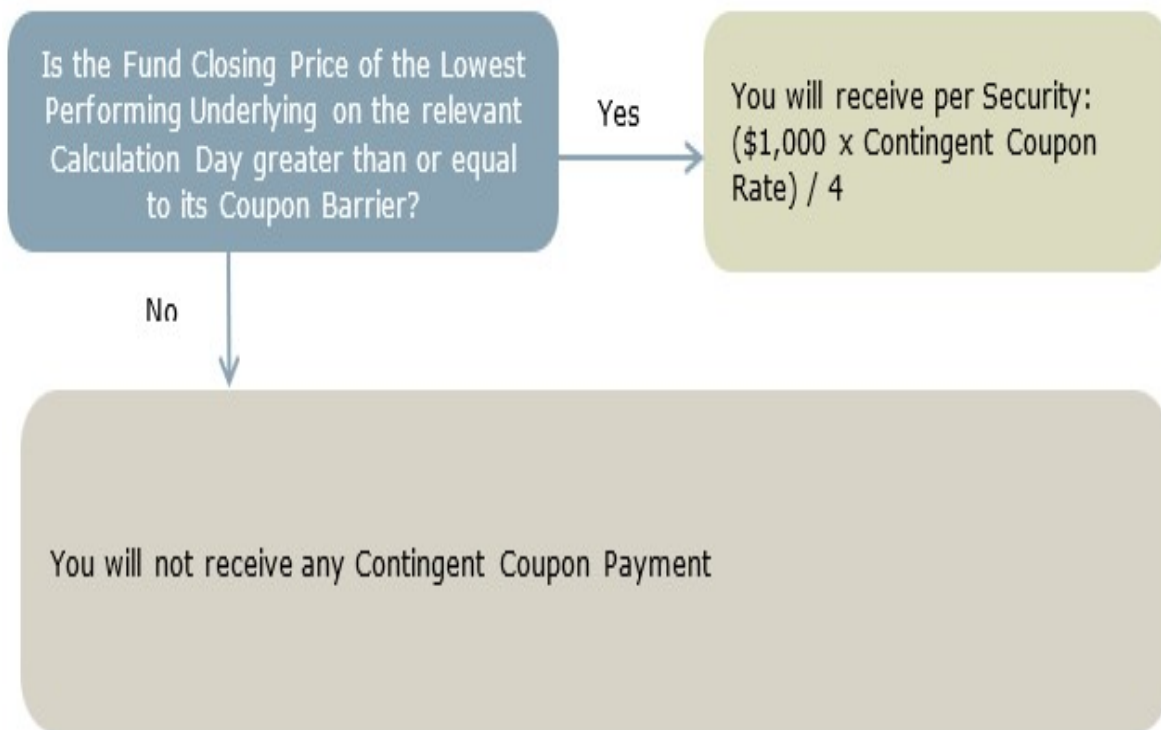 Is the Fund Closing Price of the Lowest
Performing Underlying on the relevant
Calculation Day greater than or equal
to its Coupon Barrier?
Yes
You will receive per Security:
($1,000 x Contingent Coupon
Rate) / 4
No
You will not receive any Contingent Coupon Payment